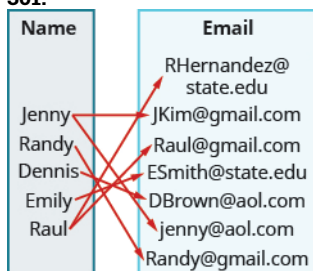 Name
Jenny
Randy
Dennis
Emily
Raul
Email
RHernandez@
state.edu
JKim@gmail.com
Raul@gmail.com
ESmith@state.edu
DBrown@aol.com
jenny@aol.com
Randy@gmail.com